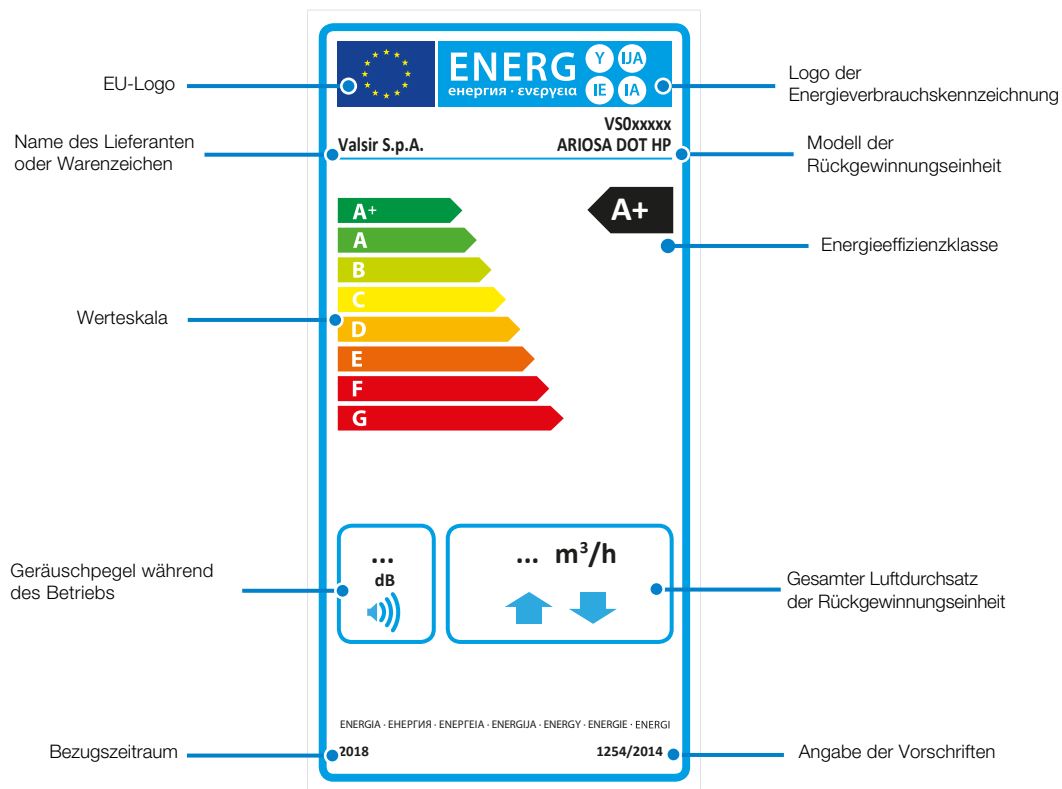 EU-Logo
ENERG Y IJA
енергия · ενεργεια IE IA
Logo der
Energieverbrauchskennzeichnung
Name des Lieferanten
oder Warenzeichen
Valsir S.p.A.
VS0xxxxx
ARIOSA DOT HP
Modell der
Rückgewinnungseinheit
A+
A
B
C
D
E
F
G
A+
Energieeffizienzklasse
Werteskala
Geräuschpegel während
des Betriebs
...
dB
... m³/h
Gesamter Luftdurchsatz
der Rückgewinnungseinheit
ENERGIA · ЕНЕРГИЯ · ΕΝΕΡΓΕΙΑ · ENERGIJA · ENERGY · ENERGIE · ENERGI
Bezugszeitraum
2018
1254/2014
Angabe der Vorschriften